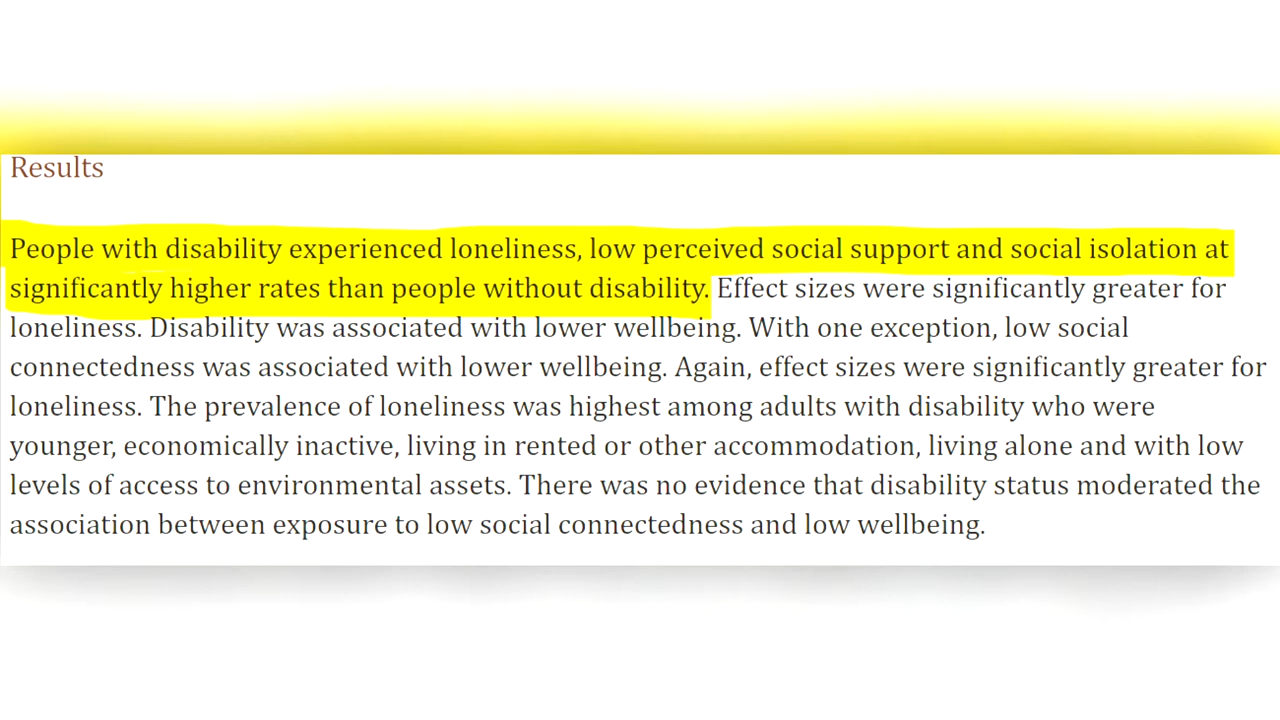 Results
People with disability experienced loneliness, low perceived social support and social isolation at
significantly higher rates than people without disability. Effect sizes were significantly greater for
loneliness. Disability was associated with lower wellbeing. With one exception, low social
connectedness was associated with lower wellbeing. Again, effect sizes were significantly greater for
loneliness. The prevalence of loneliness was highest among adults with disability who were
younger, economically inactive, living in rented or other accommodation, living alone and with low
levels of access to environmental assets. There was no evidence that disability status moderated the
association between exposure to low social connectedness and low wellbeing.